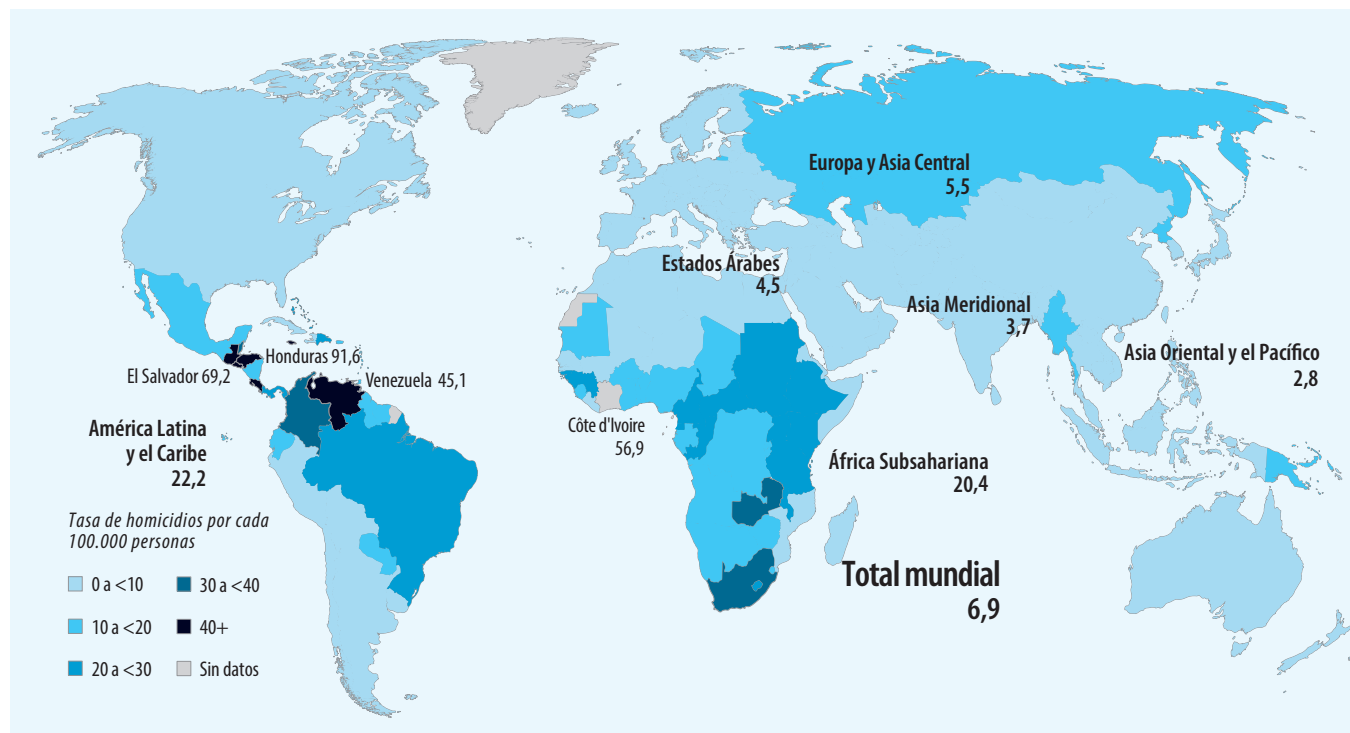 Europa y Asia Central
5,5
Estados Árabes
4,5
Asia Meridional
3,7
Asia Oriental y el Pacífico
2,8
Honduras 91,6
El Salvador 69,2
Venezuela 45,1
Côte d'Ivoire
56,9
América Latina
y el Caribe
22,2
África Subsahariana
20,4
Tasa de homicidios por cada
100.000 personas
0 a <10
30 a <40
10 a <20
40+
20 a <30
Sin datos
Total mundial
6,9